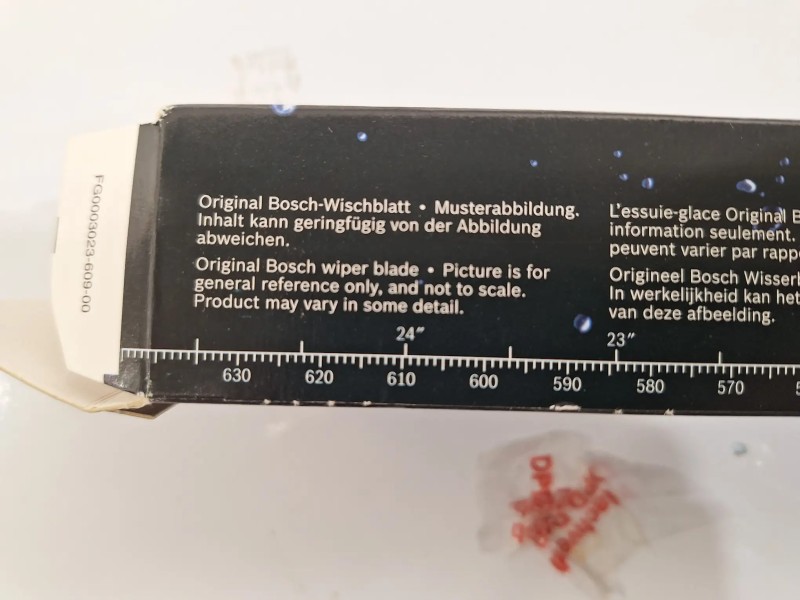 FG0003023-609-00
Original Bosch-Wischblatt • Musterabbildung.
Inhalt kann geringfügig von der Abbildung
abweichen.
Original Bosch wiper blade • Picture is for
general reference only, and not to scale.
Product may vary in some detail.
L'essuie-glace Original B
information seulement.
peuvent varier par rappo
Origineel Bosch Wisserb
In werkelijkheid kan het
van deze afbeelding.
24″ 23″
630 620 610 600 590 580 570